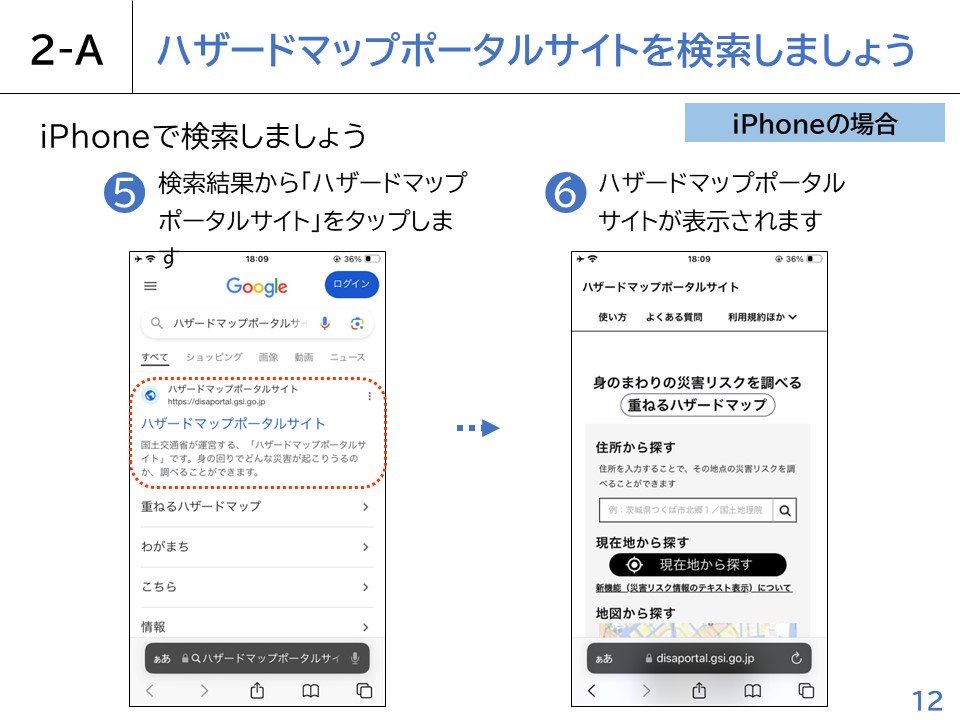 2-A
ハザードマップポータルサイトを検索しましょう
iPhoneで検索しましょう
iPhoneの場合
5
検索結果から「ハザードマップ
ポータルサイト」をタップしま
す
18:09
36%
Google
ログイン
ハザードマップポータルサイ
すべて ショッピング 画像 動画 ニュース
ハザードマップポータルサイト
https://disaportal.gsi.go.jp
ハザードマップポータルサイト
国土交通省が運営する、「ハザードマップポータルサ
イト」です。身の回りでどんな災害が起こりうるの
か、調べることができます。
重ねるハザードマップ
わがまち
こちら
情報
ぁあ ハザードマップポータルサイ
6
ハザードマップポータル
サイトが表示されます
18:09
36%
ハザードマップポータルサイト
使い方 よくある質問 利用規約ほか
身のまわりの災害リスクを調べる
重ねるハザードマップ
住所から探す
住所を入力することで、その地点の災害リスクを調
べることができます
例：茨城県つくば市北郷１／国土地理院
現在地から探す
現在地から探す
新機能（災害リスク情報のテキスト表示）について
地図から探す
ぁあ disaportal.gsi.go.jp
12